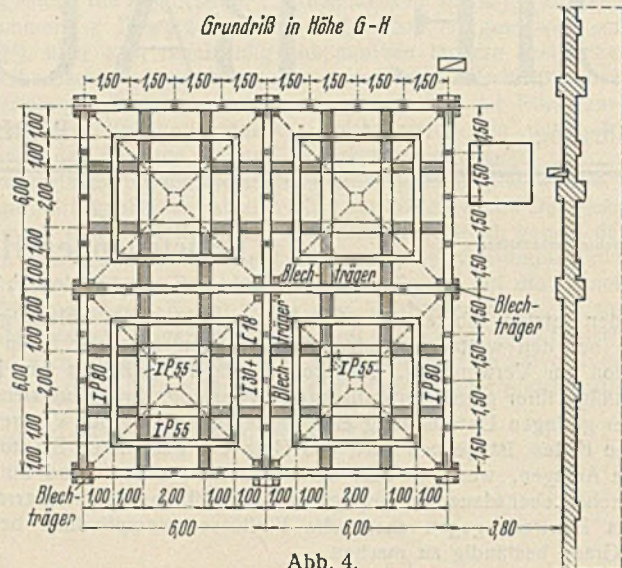 Grundriß in Höhe G-H
1,50 1,50 1,50 1,50 1,50 1,50 1,50 1,50
1,00 1,00 2,00 1,00 1,00
6,00
1,00 1,00 2,00 1,00 1,00
6,00
1,50 1,50 1,50 1,50 1,50 1,50 1,50 1,50
Blech-träger
Blech-
träger
I 30 + [ 18
Blech-träger
I P 80
I P 55
I P 55
I P 55
I P 80
Blech-
träger
1,00 1,00 2,00 1,00 1,00 1,00 1,00 2,00 1,00 1,00
6,00 6,00 3,80
Abb. 4.